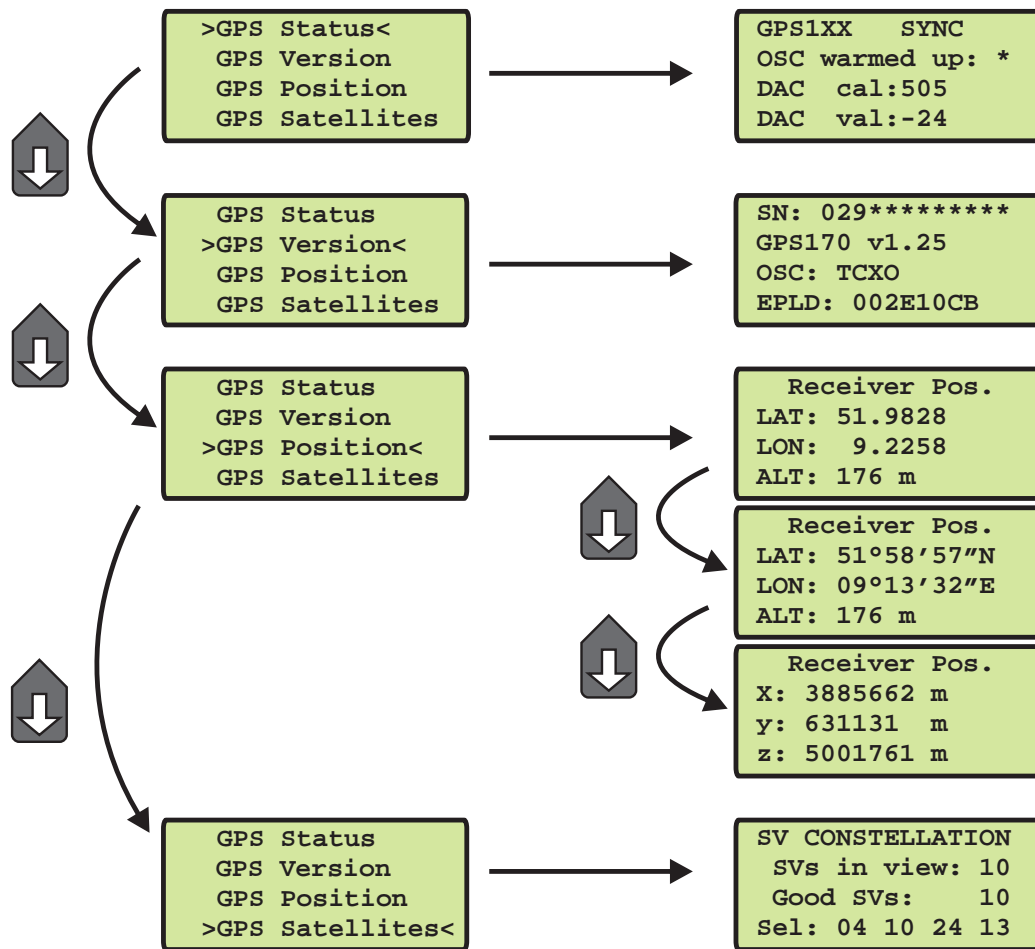 >GPS Status<
GPS Version
GPS Position
GPS Satellites
GPS1XX SYNC
OSC warmed up: *
DAC cal:505
DAC val:-24
GPS Status
>GPS Version<
GPS Position
GPS Satellites
SN: 029*********
GPS170 v1.25
OSC: TCXO
EPLD: 002E10CB
GPS Status
GPS Version
>GPS Position<
GPS Satellites
Receiver Pos.
LAT: 51.9828
LON: 9.2258
ALT: 176 m
Receiver Pos.
LAT: 51°58′57″N
LON: 09°13′32″E
ALT: 176 m
Receiver Pos.
X: 3885662 m
y: 631131 m
z: 5001761 m
GPS Status
GPS Version
GPS Position
>GPS Satellites<
SV CONSTELLATION
SVs in view: 10
Good SVs: 10
Sel: 04 10 24 13